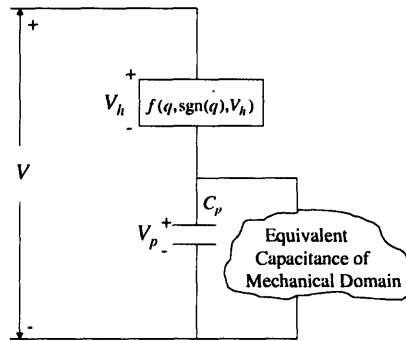 +
+
V_h
f(q,sgn(q̇),V_h)
-
V
C_p
V_p
+
-
Equivalent
Capacitance of
Mechanical Domain
-